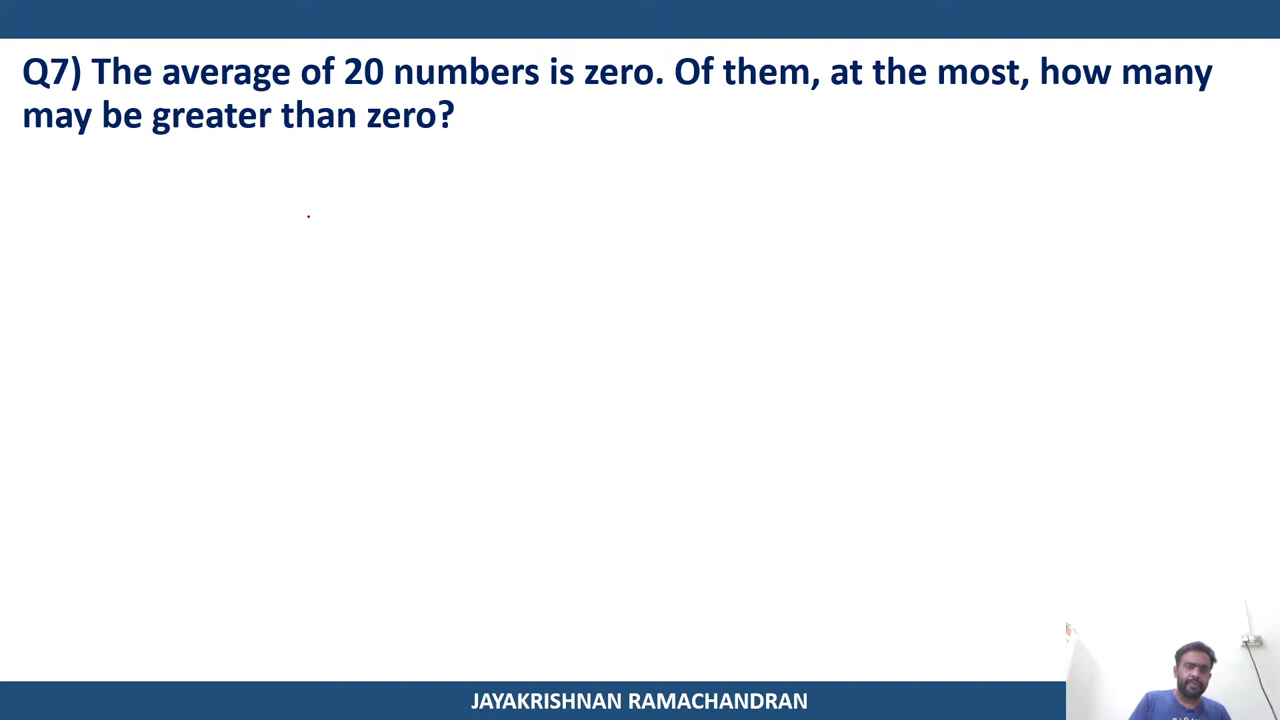 Q7) The average of 20 numbers is zero. Of them, at the most, how many
may be greater than zero?
JAYAKRISHNAN RAMACHANDRAN